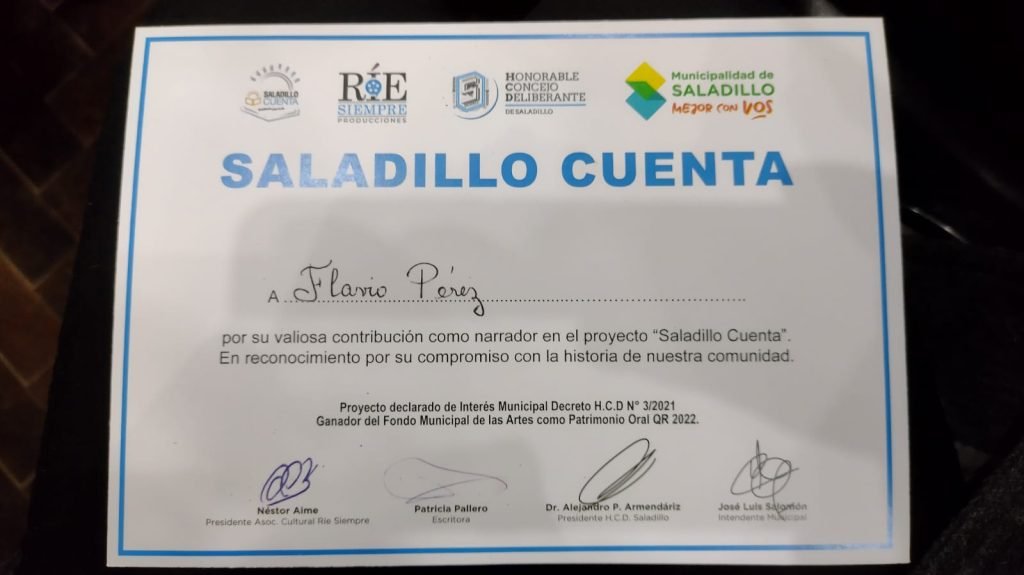 SALADILLO
CUENTA
RÍE
SIEMPRE
PRODUCCIONES
HONORABLE
CONCEJO
DELIBERANTE
DE SALADILLO
Municipalidad de
SALADILLO
MEJOR CON VOS
SALADILLO CUENTA
A Flavio Pérez
por su valiosa contribución como narrador en el proyecto “Saladillo Cuenta”.
En reconocimiento por su compromiso con la historia de nuestra comunidad.
Proyecto declarado de Interés Municipal Decreto H.C.D N° 3/2021
Ganador del Fondo Municipal de las Artes como Patrimonio Oral QR 2022.
Néstor Aime
Presidente Asoc. Cultural Ríe Siempre
Patricia Pallero
Escritora
Dr. Alejandro P. Armendáriz
Presidente H.C.D. Saladillo
José Luis Salomón
Intendente Municipal